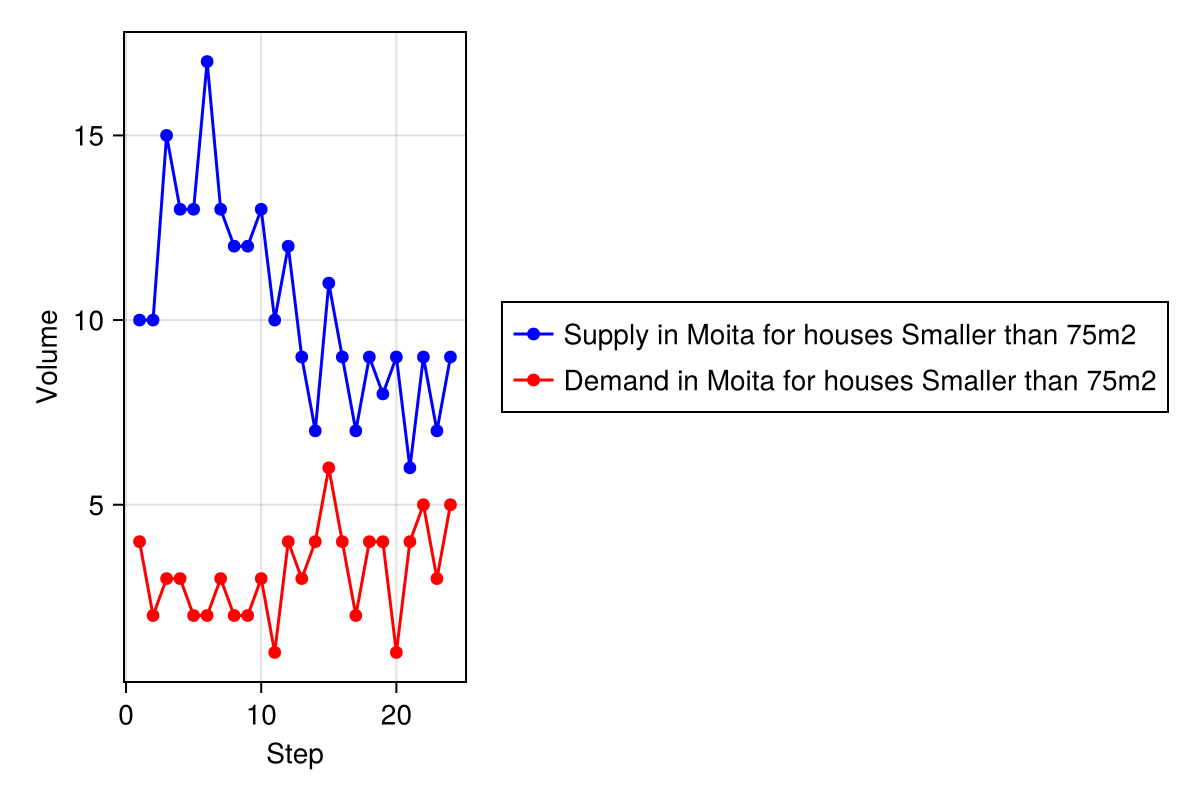 15
10
5
Volume
0
10
20
Step
Supply in Moita for houses Smaller than 75m2
Demand in Moita for houses Smaller than 75m2